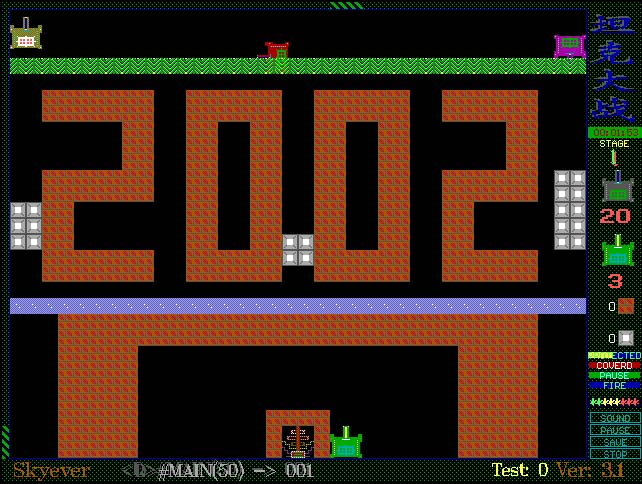 2002
坦
克
大
战
00:01:53
STAGE
1
20
3
0
0
COVERD
PAUSE
FIRE
SOUND
PAUSE
SAVE
STOP
Skyever
#MAIN(50) -> 001
Test: 0 Ver: 3.1